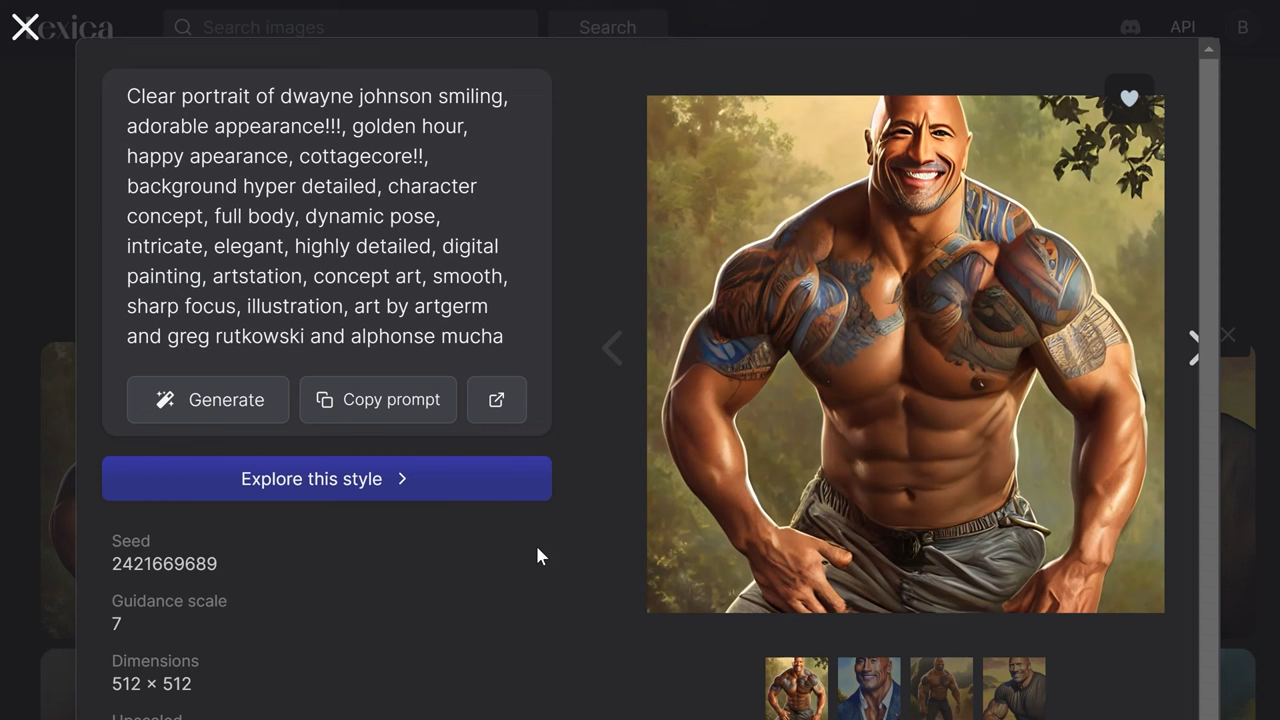 exica
Search images
Search
API
B
Clear portrait of dwayne johnson smiling,
adorable appearance!!!, golden hour,
happy apearance, cottagecore!!,
background hyper detailed, character
concept, full body, dynamic pose,
intricate, elegant, highly detailed, digital
painting, artstation, concept art, smooth,
sharp focus, illustration, art by artgerm
and greg rutkowski and alphonse mucha
Generate
Copy prompt
Explore this style
Seed
2421669689
Guidance scale
7
Dimensions
512 × 512
Upscaled